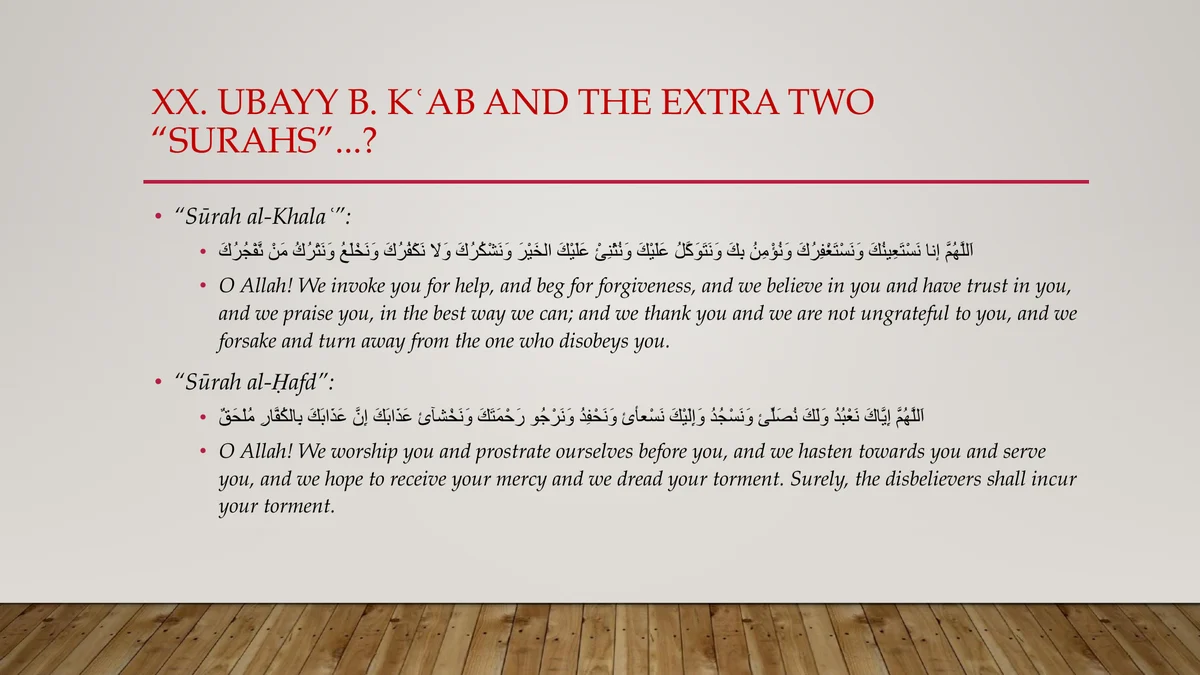 XX. UBAYY B. KʿAB AND THE EXTRA TWO
“SURAHS”...?
• “Sūrah al-Khalaʿ”:
• اَللَّهُمَّ إنا نَسْتَعِينُكَ وَنَسْتَغْفِرُكَ وَنُؤْمِنُ بِكَ وَنَتَوَكَّلُ عَلَيْكَ وَنُثْنِئْ عَلَيْكَ الخَيْرَ وَنَشْكُرُكَ وَلَا نَكْفُرُكَ وَنَخْلَعُ وَنَتْرُكُ مَنْ نَّفْجُرُكَ
• O Allah! We invoke you for help, and beg for forgiveness, and we believe in you and have trust in you,
and we praise you, in the best way we can; and we thank you and we are not ungrateful to you, and we
forsake and turn away from the one who disobeys you.
• “Sūrah al-Ḥafd”:
• اَللَّهُمَّ إِيَّاكَ نَعْبُدُ وَلَكَ نُصَلِّئ وَنَسْجُدُ وَإِلَيْكَ نَسْعأئ وَنَحْفِدُ وَنَرْجُو رَحْمَتَكَ وَنَخْشآئ عَذَابَكَ إِنَّ عَذَابَكَ بِالكُفَّارِ مُلْحَقٌ
• O Allah! We worship you and prostrate ourselves before you, and we hasten towards you and serve
you, and we hope to receive your mercy and we dread your torment. Surely, the disbelievers shall incur
your torment.